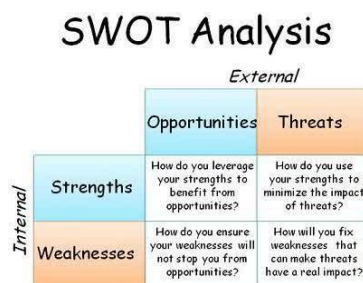 SWOT Analysis
External
Opportunities Threats
Internal
Strengths
How do you leverage
your strengths to
benefit from
opportunities?
How do you use
your strengths to
minimize the impact
of threats?
Weaknesses
How do you ensure
your weaknesses will
not stop you from
opportunities?
How will you fix
weaknesses that
can make threats
have a real impact?